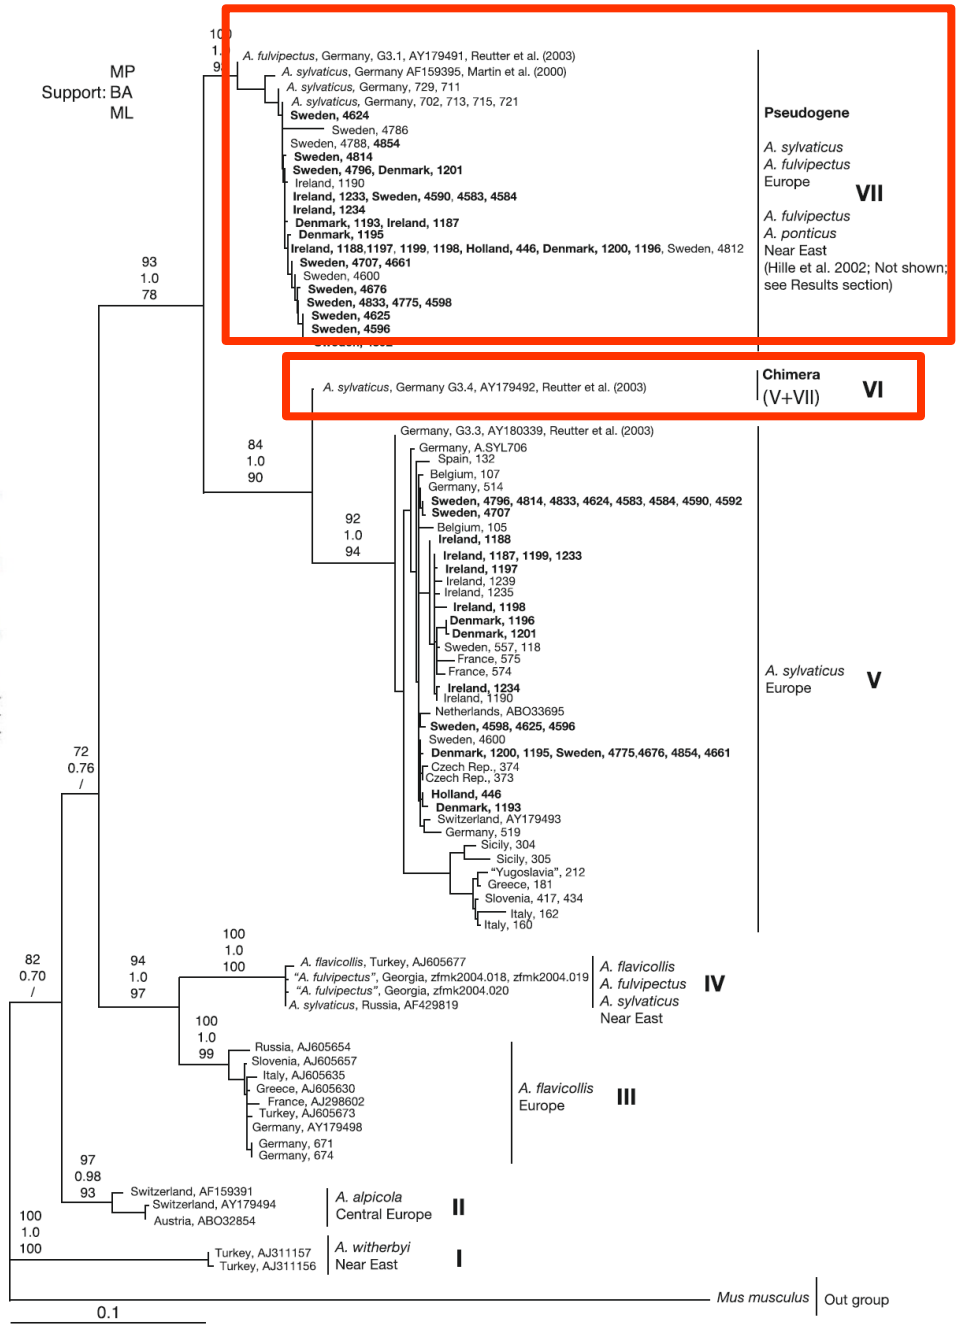 MP
Support: BA
ML
100
1.
9
A. fulvipectus, Germany, G3.1, AY179491, Reutter et al. (2003)
A. sylvaticus, Germany AF159395, Martin et al. (2000)
A. sylvaticus, Germany, 729, 711
A. sylvaticus, Germany, 702, 713, 715, 721
Sweden, 4624
Sweden, 4786
Sweden, 4788, 4854
Sweden, 4814
Sweden, 4796, Denmark, 1201
Ireland, 1190
Ireland, 1233, Sweden, 4590, 4583, 4584
Ireland, 1234
Denmark, 1193, Ireland, 1187
Denmark, 1195
Ireland, 1188,1197, 1199, 1198, Holland, 446, Denmark, 1200, 1196, Sweden, 4812
Sweden, 4707, 4661
Sweden, 4600
Sweden, 4676
Sweden, 4833, 4775, 4598
Sweden, 4625
Sweden, 4596
Pseudogene
A. sylvaticus
A. fulvipectus
Europe
VII
A. fulvipectus
A. ponticus
Near East
(Hille et al. 2002; Not shown;
see Results section)
93
1.0
78
A. sylvaticus, Germany G3.4, AY179492, Reutter et al. (2003)
Chimera
(V+VII)
VI
84
1.0
90
92
1.0
94
Germany, G3.3, AY180339, Reutter et al. (2003)
Germany, A.SYL706
Spain, 132
Belgium, 107
Germany, 514
Sweden, 4796, 4814, 4833, 4624, 4583, 4584, 4590, 4592
Sweden, 4707
Belgium, 105
Ireland, 1188
Ireland, 1187, 1199, 1233
Ireland, 1197
Ireland, 1239
Ireland, 1235
Ireland, 1198
Denmark, 1196
Denmark, 1201
Sweden, 557, 118
France, 575
France, 574
Ireland, 1234
Ireland, 1190
Netherlands, ABO33695
Sweden, 4598, 4625, 4596
Sweden, 4600
Denmark, 1200, 1195, Sweden, 4775,4676, 4854, 4661
Czech Rep., 374
Czech Rep., 373
Holland, 446
Denmark, 1193
Switzerland, AY179493
Germany, 519
Sicily, 304
Sicily, 305
“Yugoslavia”, 212
Greece, 181
Slovenia, 417, 434
Italy, 162
Italy, 160
A. sylvaticus
Europe
V
72
0.76
/
82
0.70
/
94
1.0
97
100
1.0
100
A. flavicollis, Turkey, AJ605677
“A. fulvipectus”, Georgia, zfmk2004.018, zfmk2004.019
“A. fulvipectus”, Georgia, zfmk2004.020
A. sylvaticus, Russia, AF429819
A. flavicollis
A. fulvipectus
A. sylvaticus
Near East
IV
100
1.0
99
Russia, AJ605654
Slovenia, AJ605657
Italy, AJ605635
Greece, AJ605630
France, AJ298602
Turkey, AJ605673
Germany, AY179498
Germany, 671
Germany, 674
A. flavicollis
Europe
III
97
0.98
93
Switzerland, AF159391
Switzerland, AY179494
Austria, ABO32854
A. alpicola
Central Europe
II
100
1.0
100
Turkey, AJ311157
Turkey, AJ311156
A. witherbyi
Near East
I
Mus musculus
Out group
0.1